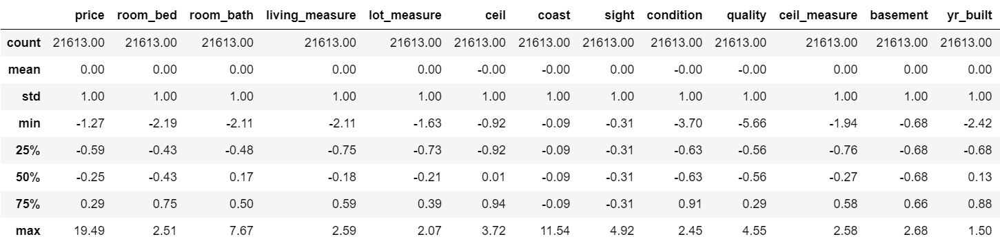 price room_bed room_bath living_measure lot_measure ceil coast sight condition quality ceil_measure basement yr_built
count 21613.00 21613.00 21613.00 21613.00 21613.00 21613.00 21613.00 21613.00 21613.00 21613.00 21613.00 21613.00 21613.00
mean 0.00 0.00 0.00 0.00 0.00 -0.00 -0.00 0.00 -0.00 -0.00 0.00 0.00 0.00
std 1.00 1.00 1.00 1.00 1.00 1.00 1.00 1.00 1.00 1.00 1.00 1.00 1.00
min -1.27 -2.19 -2.11 -2.11 -1.63 -0.92 -0.09 -0.31 -3.70 -5.66 -1.94 -0.68 -2.42
25% -0.59 -0.43 -0.48 -0.75 -0.73 -0.92 -0.09 -0.31 -0.63 -0.56 -0.76 -0.68 -0.68
50% -0.25 -0.43 0.17 -0.18 -0.21 0.01 -0.09 -0.31 -0.63 -0.56 -0.27 -0.68 0.13
75% 0.29 0.75 0.50 0.59 0.39 0.94 -0.09 -0.31 0.91 0.29 0.58 0.66 0.88
max 19.49 2.51 7.67 2.59 2.07 3.72 11.54 4.92 2.45 4.55 2.58 2.68 1.50